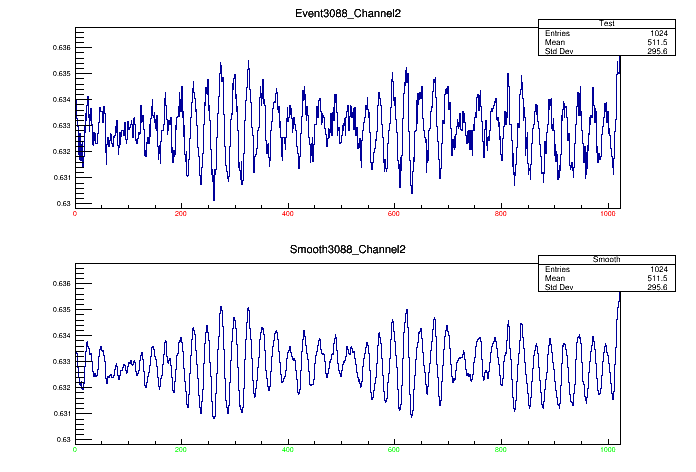 Event3088_Channel2
Test
Entries 1024
Mean 511.5
Std Dev 295.6
0.636
0.635
0.634
0.633
0.632
0.631
0.63
0 200 400 600 800 1000
Smooth3088_Channel2
Smooth
Entries 1024
Mean 511.5
Std Dev 295.6
0.636
0.635
0.634
0.633
0.632
0.631
0.63
0 200 400 600 800 1000